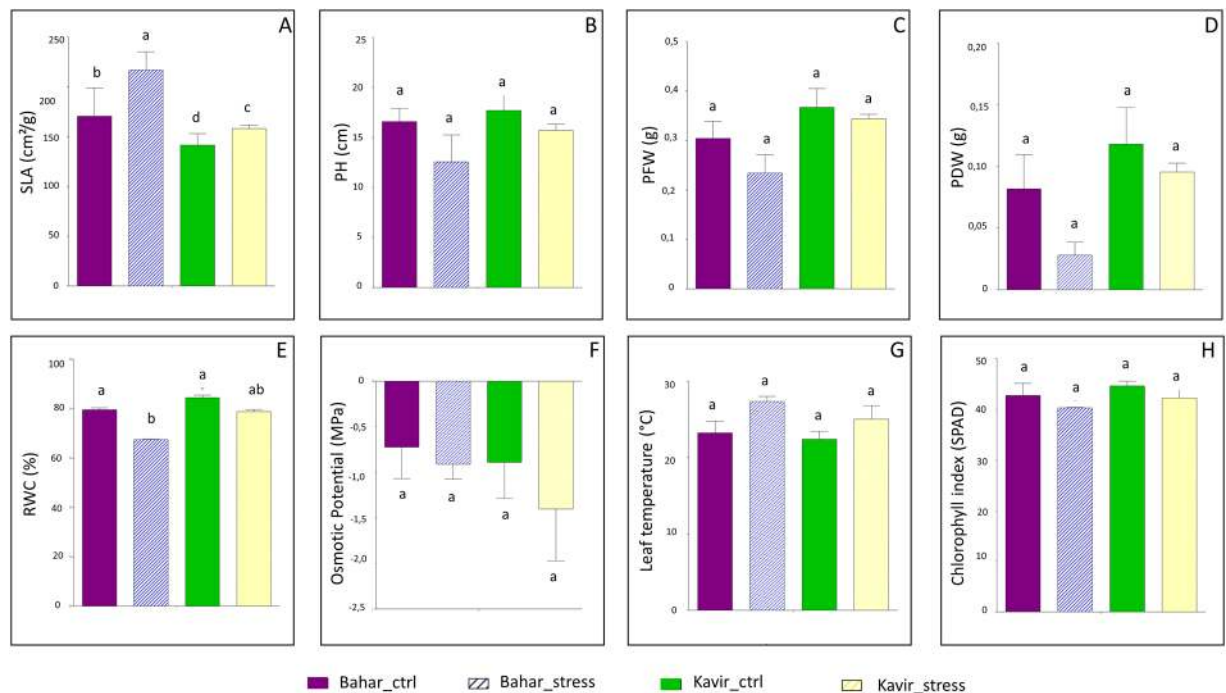 A
SLA (cm²/g)
250
200
150
100
50
0
b
a
d
c
B
PH (cm)
25
20
15
10
5
0
a
a
a
a
C
PFW (g)
0,5
0,4
0,3
0,2
0,1
0
a
a
a
a
D
PDW (g)
0,20
0,15
0,10
0,05
0
a
a
a
a
E
RWC (%)
100
80
60
40
20
0
a
b
a
ab
F
Osmotic Potential (MPa)
0
-0,5
-1,0
-1,5
-2,0
-2,5
a
a
a
a
G
Leaf temperature (°C)
30
20
10
0
a
a
a
a
H
Chlorophyll index (SPAD)
50
40
30
20
10
0
a
a
a
a
Bahar_ctrl Bahar_stress Kavir_ctrl Kavir_stress